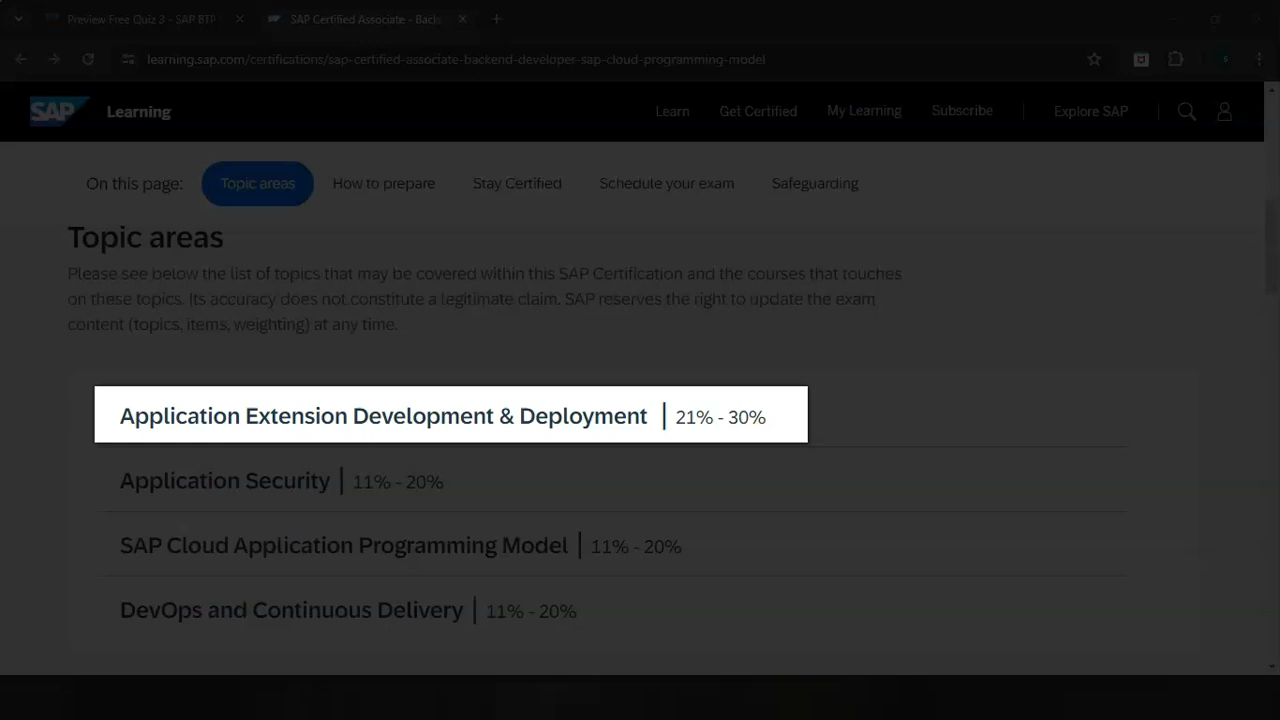 Preview Free Quiz 3 - SAP BTP
SAP Certified Associate - Back
learning.sap.com/certifications/sap-certified-associate-backend-developer-sap-cloud-programming-model
SAP Learning
Learn Get Certified My Learning Subscribe Explore SAP
On this page: Topic areas How to prepare Stay Certified Schedule your exam Safeguarding
Topic areas
Please see below the list of topics that may be covered within this SAP Certification and the courses that touches
on these topics. Its accuracy does not constitute a legitimate claim. SAP reserves the right to update the exam
content (topics, items, weighting) at any time.
Application Extension Development & Deployment | 21% - 30%
Application Security | 11% - 20%
SAP Cloud Application Programming Model | 11% - 20%
DevOps and Continuous Delivery | 11% - 20%